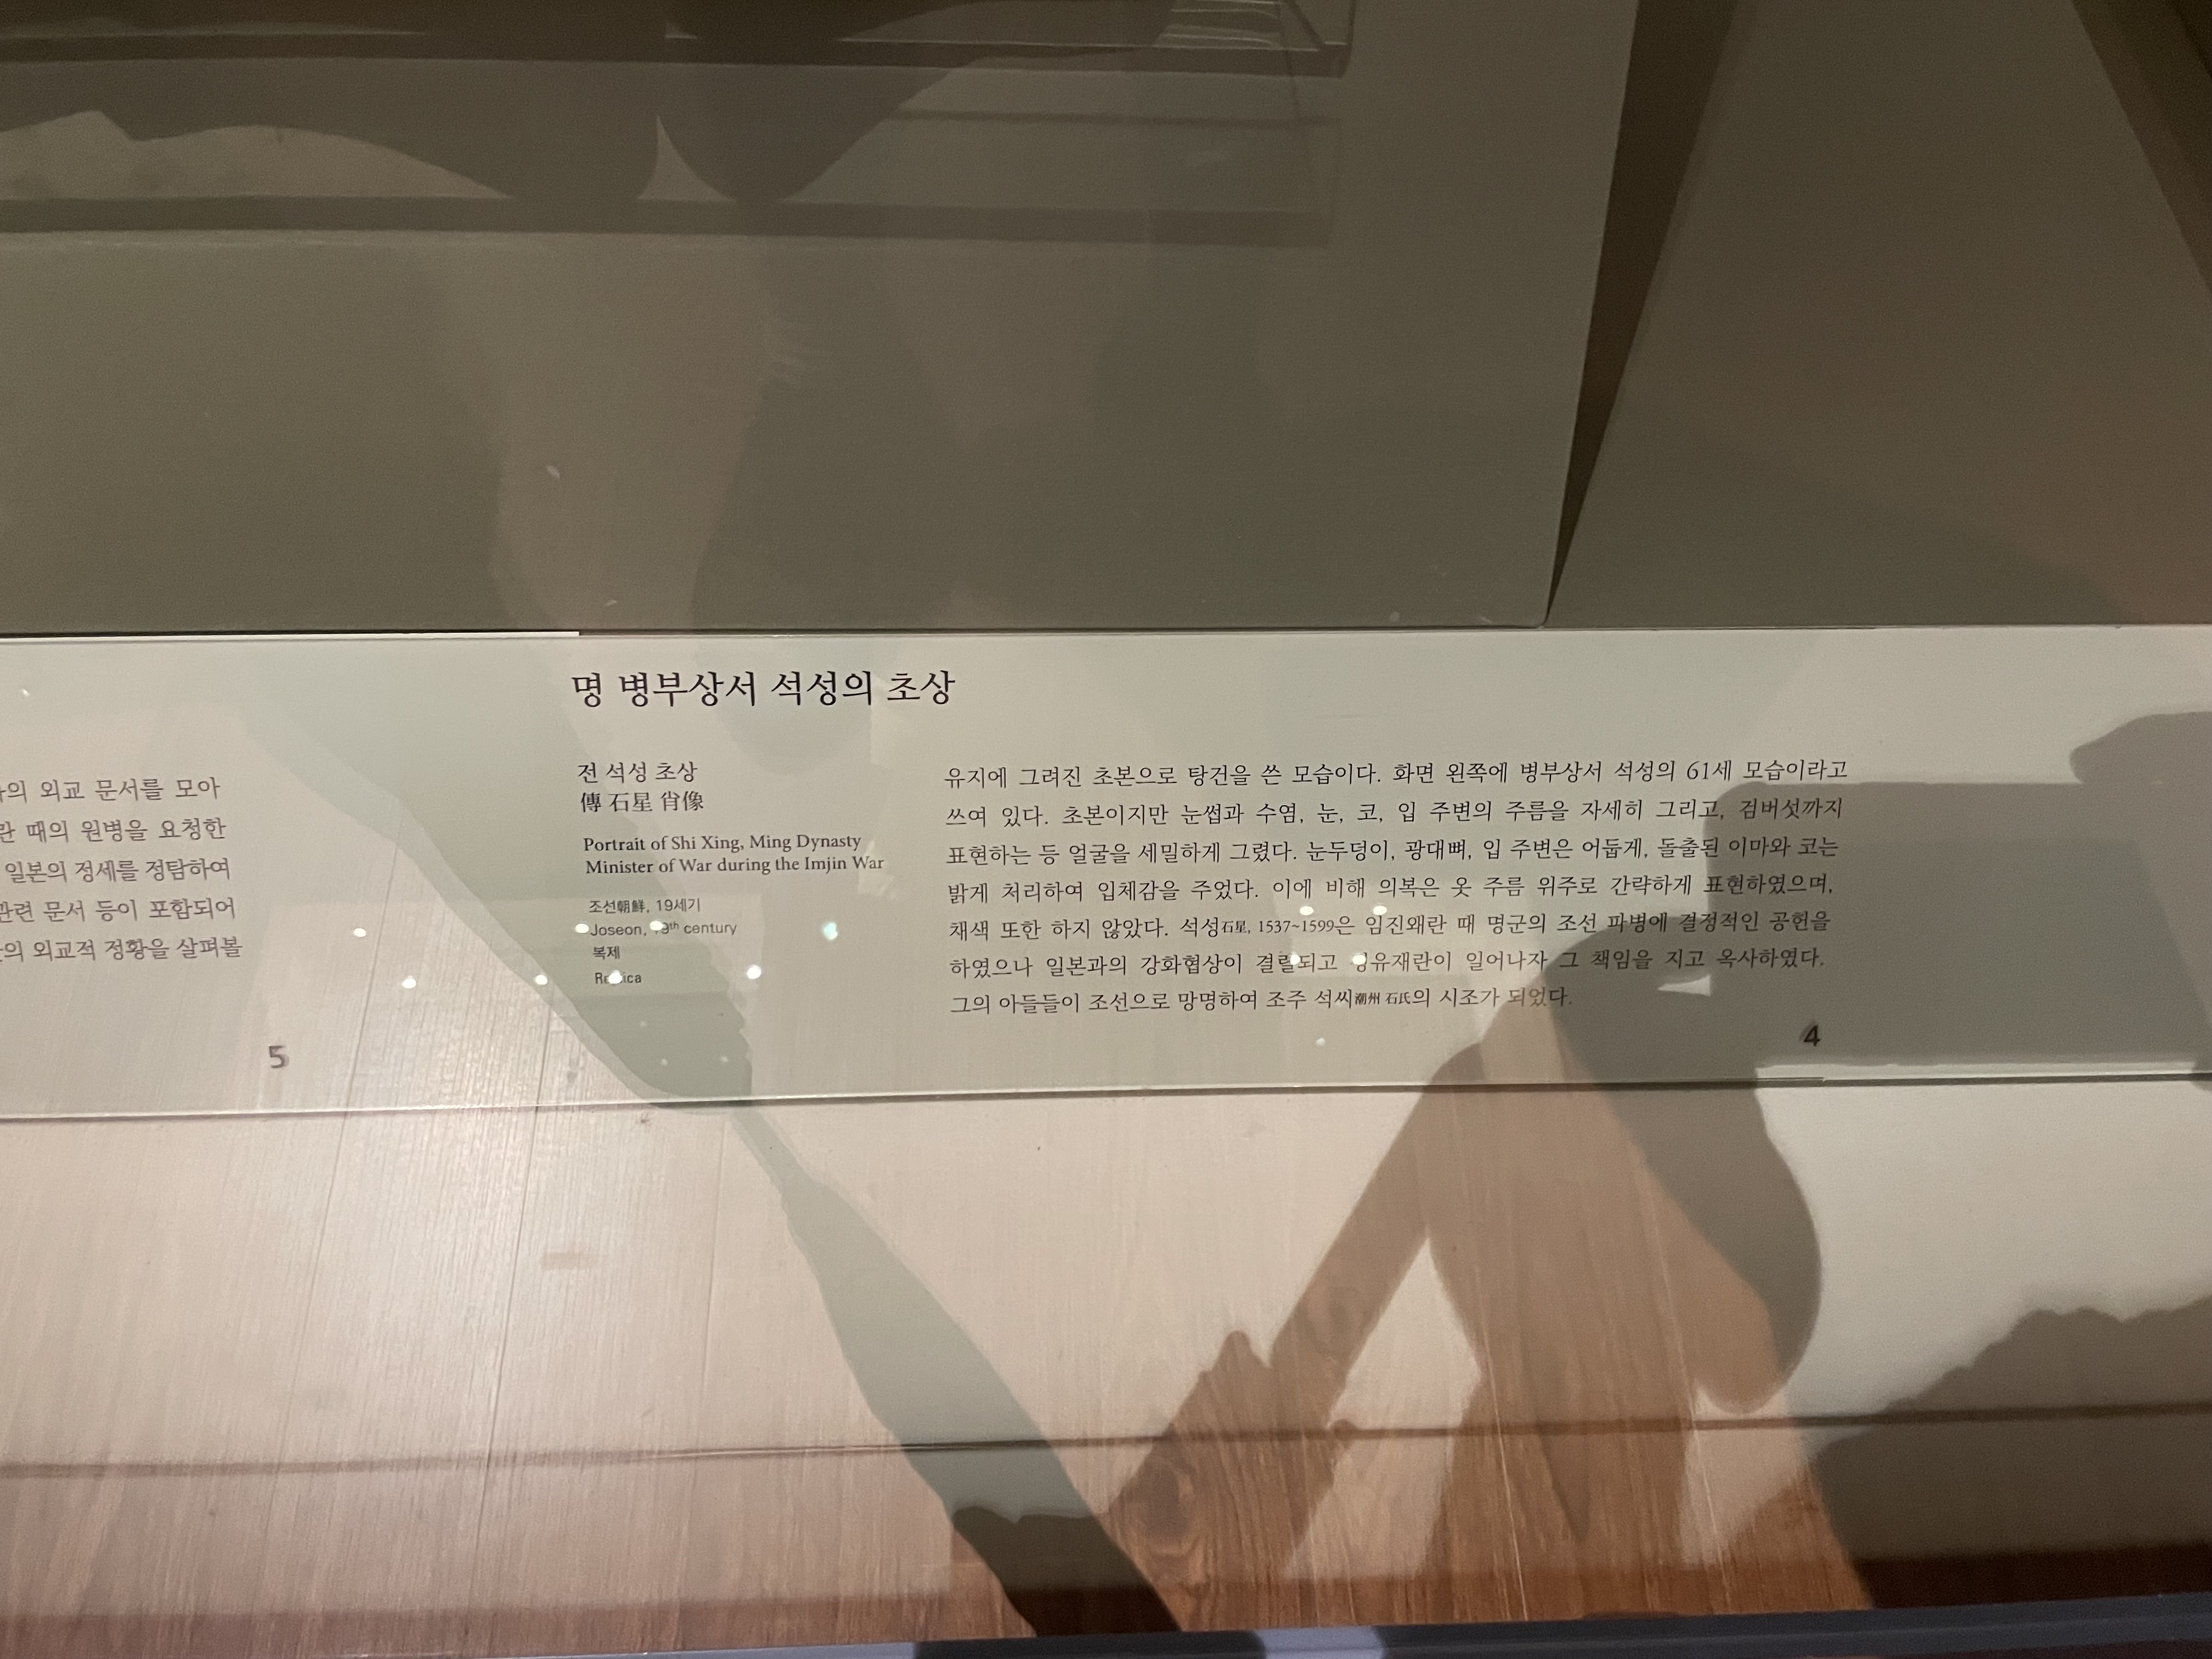 의 외교 문서를 모아
란 때의 원병을 요청한
일본의 정세를 정탐하여
관련 문서 등이 포함되어
의 외교적 정황을 살펴볼
5
명 병부상서 석성의 초상
전 석성 초상
傳 石星 肖像
Portrait of Shi Xing, Ming Dynasty
Minister of War during the Imjin War
조선朝鮮, 19세기
Joseon, 19th century
복제
Replica
유지에 그려진 초본으로 탕건을 쓴 모습이다. 화면 왼쪽에 병부상서 석성의 61세 모습이라고
쓰여 있다. 초본이지만 눈썹과 수염, 눈, 코, 입 주변의 주름을 자세히 그리고, 검버섯까지
표현하는 등 얼굴을 세밀하게 그렸다. 눈두덩이, 광대뼈, 입 주변은 어둡게, 돌출된 이마와 코는
밝게 처리하여 입체감을 주었다. 이에 비해 의복은 옷 주름 위주로 간략하게 표현하였으며,
채색 또한 하지 않았다. 석성石星, 1537~1599은 임진왜란 때 명군의 조선 파병에 결정적인 공헌을
하였으나 일본과의 강화협상이 결렬되고 정유재란이 일어나자 그 책임을 지고 옥사하였다.
그의 아들들이 조선으로 망명하여 조주 석씨潮州 石氏의 시조가 되었다.
4